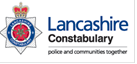 Lancashire
Constabulary
police and communities together